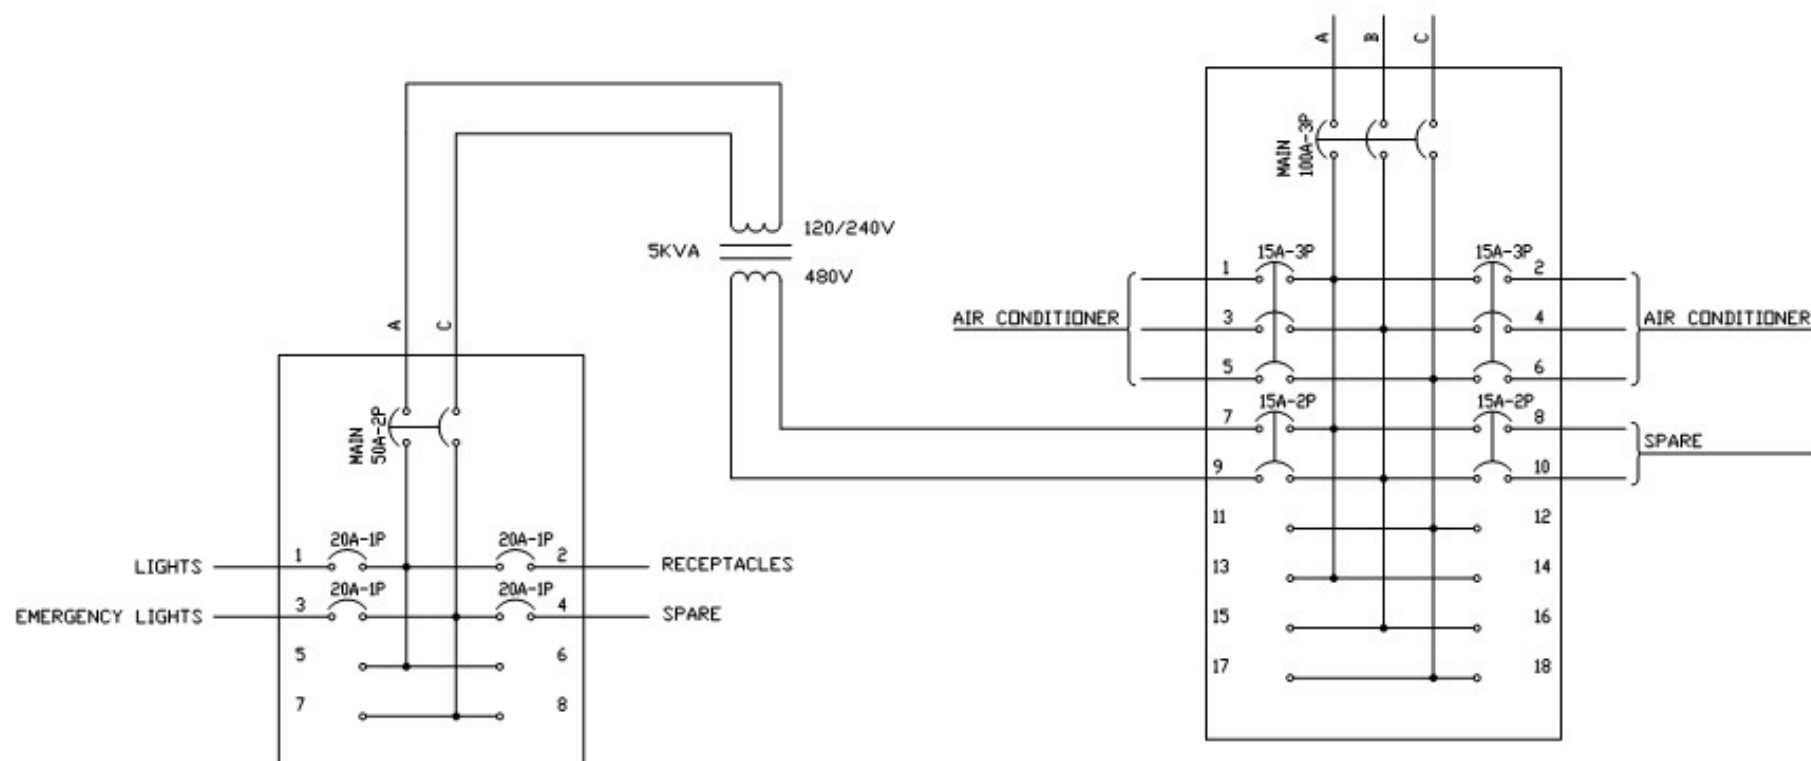 A B C
MAIN
100A-3P
120/240V
5KVA
480V
15A-3P 15A-3P
1 2
AIR CONDITIONER 3 4 AIR CONDITIONER
5 6
15A-2P 15A-2P
7 8
SPARE
9 10
11 12
13 14
15 16
17 18
A C
MAIN
50A-2P
20A-1P 20A-1P
LIGHTS 1 2 RECEPTACLES
20A-1P 20A-1P
EMERGENCY LIGHTS 3 4 SPARE
5 6
7 8